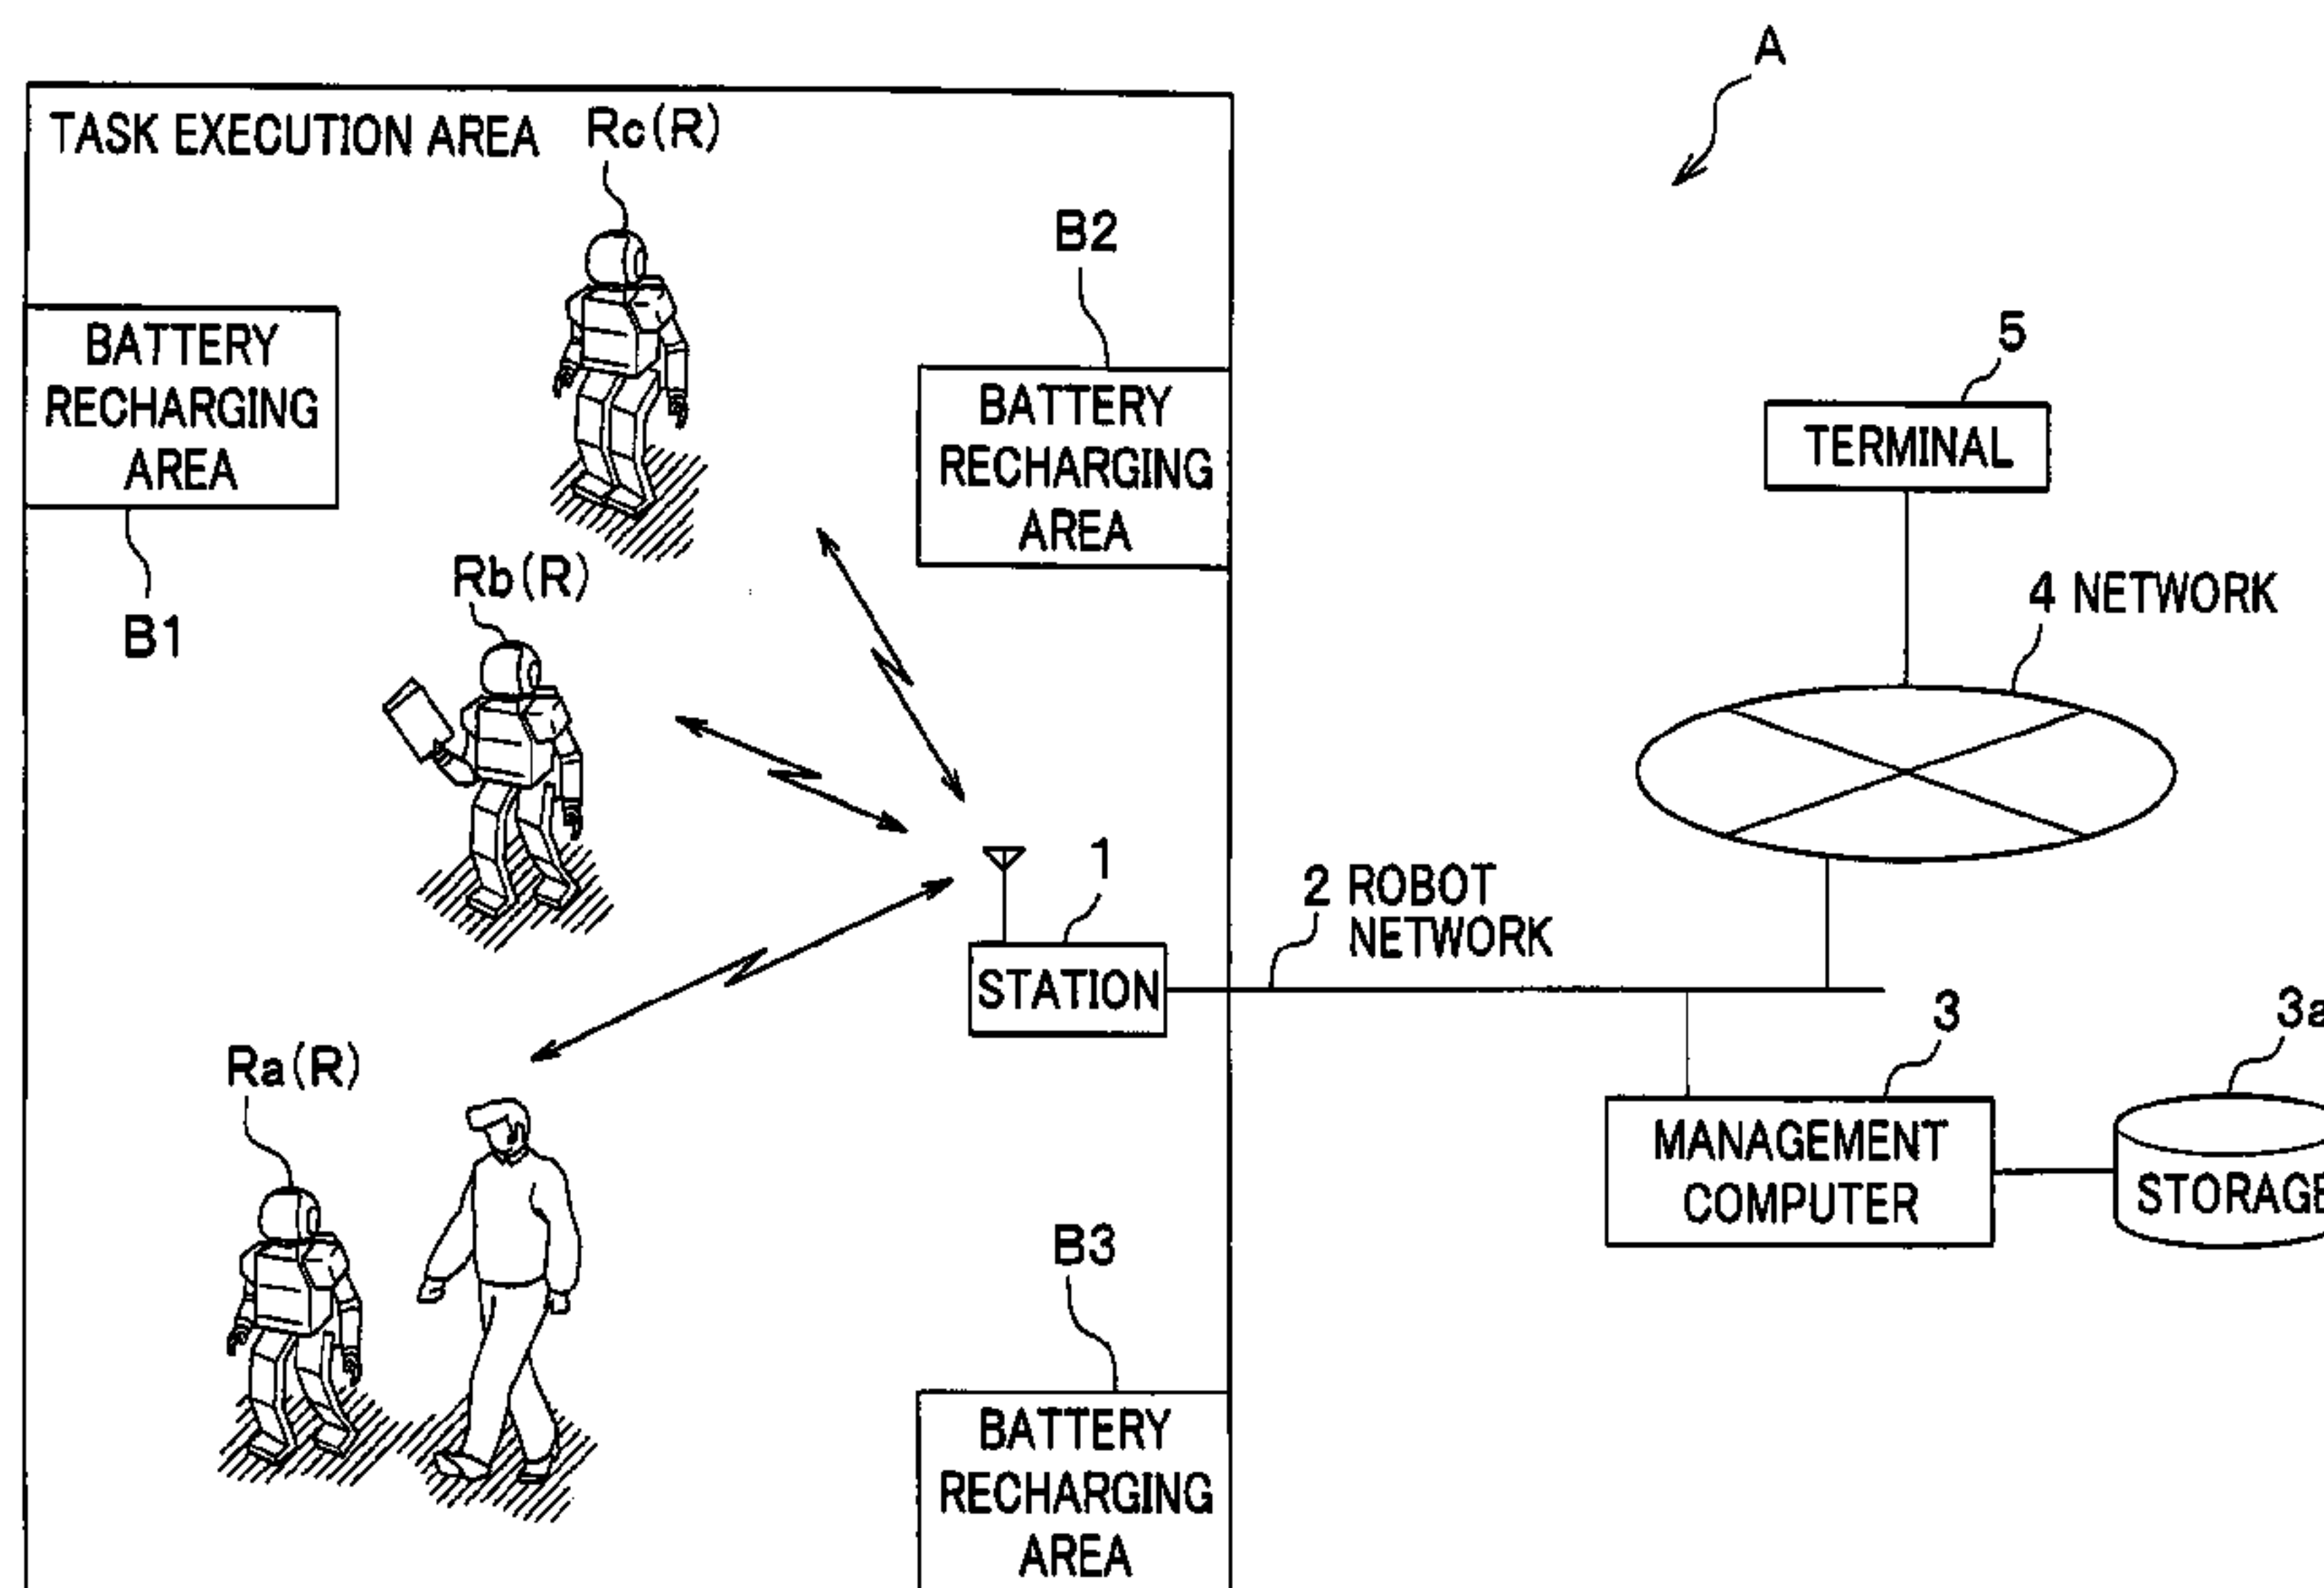 A
TASK EXECUTION AREA
Rc(R)
B2
BATTERY
RECHARGING
AREA
B1
BATTERY
RECHARGING
AREA
5
TERMINAL
Rb(R)
4 NETWORK
1
STATION
2 ROBOT
NETWORK
3
MANAGEMENT
COMPUTER
3a
STORAGE
Ra(R)
B3
BATTERY
RECHARGING
AREA